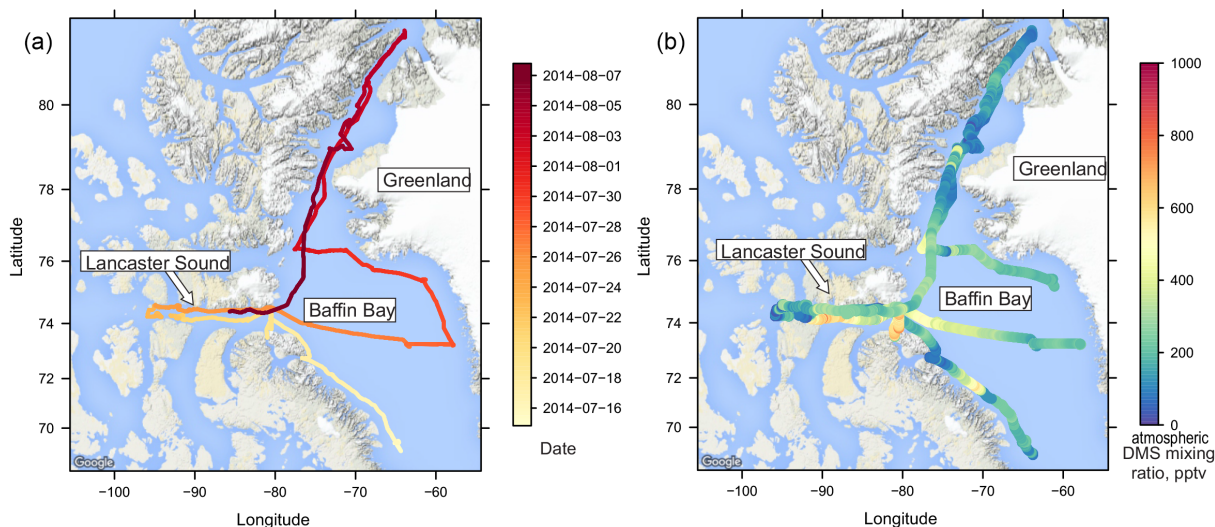 (a)
Latitude
80
78
76
74
72
70
Greenland
Lancaster Sound
Baffin Bay
Google
−100
−90
−80
−70
−60
Longitude
2014−08−07
2014−08−05
2014−08−03
2014−08−01
2014−07−30
2014−07−28
2014−07−26
2014−07−24
2014−07−22
2014−07−20
2014−07−18
2014−07−16
Date
(b)
Latitude
80
78
76
74
72
70
Greenland
Lancaster Sound
Baffin Bay
Google
−100
−90
−80
−70
−60
Longitude
1000
800
600
400
200
0
atmospheric
DMS mixing
ratio, pptv